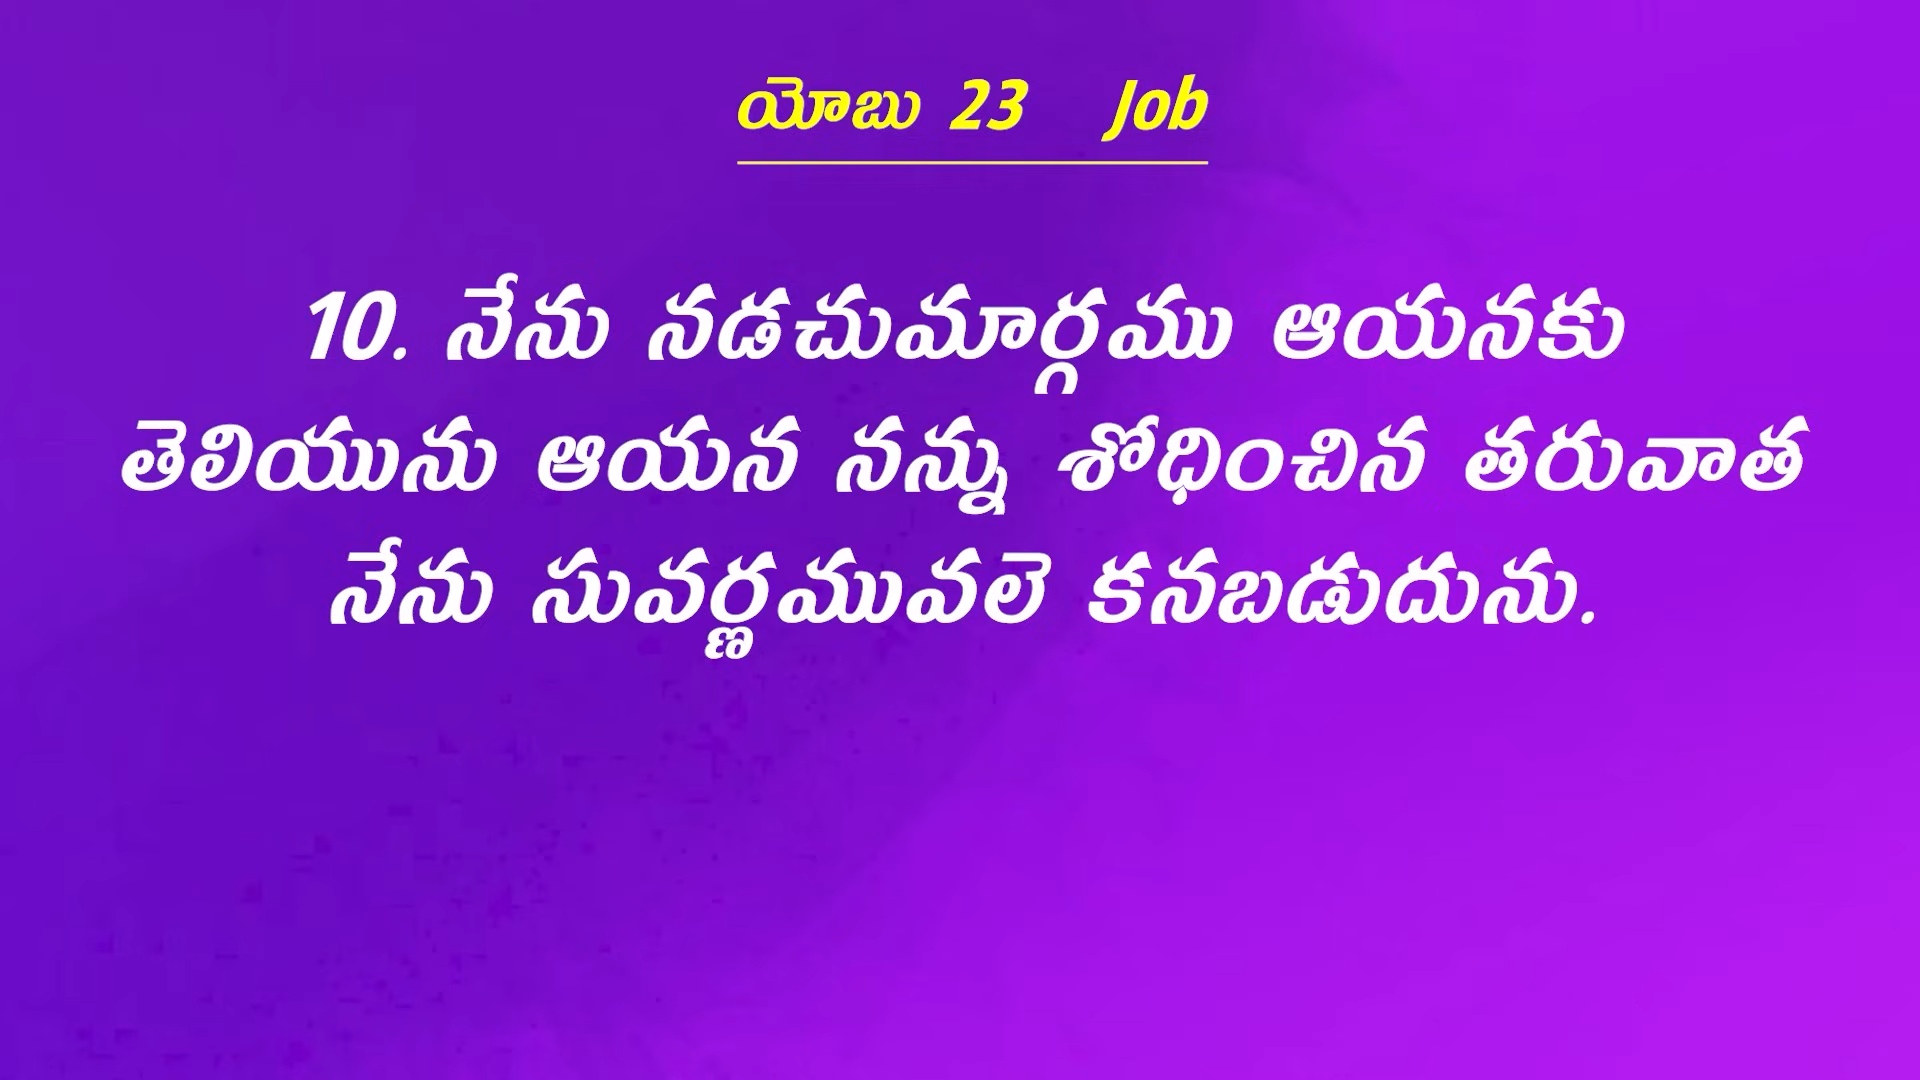 యోబు 23 Job
10. నేను నడచుమార్గము ఆయనకు
తెలియును ఆయన నన్ను శోధించిన తరువాత
నేను సువర్ణమువలె కనబడుదును.